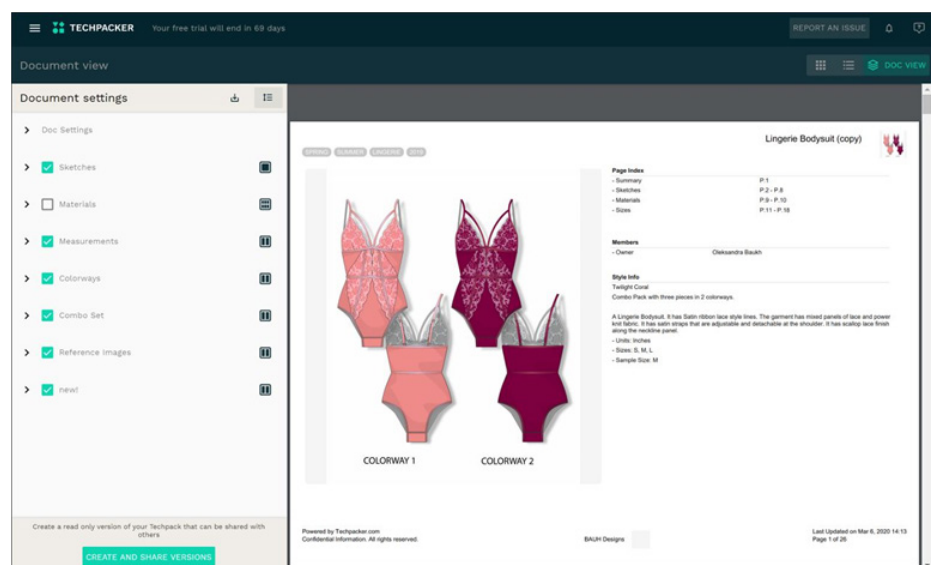 TECHPACKER Your free trial will end in 69 days REPORT AN ISSUE
Document view DOC VIEW
Document settings
Doc Settings
Sketches
Materials
Measurements
Colorways
Combo Set
Reference Images
new!
Create a read only version of your Techpack that can be shared with
others
CREATE AND SHARE VERSIONS
Lingerie Bodysuit (copy)
SPRING SUMMER LINGERIE 2019
COLORWAY 1 COLORWAY 2
Page Index
- Summary P.1
- Sketches P.2 - P.8
- Materials P.9 - P.10
- Sizes P.11 - P.18
Members
- Owner Oleksandra Baukh
Style Info
Twilight Coral
Combo Pack with three pieces in 2 colorways.
A Lingerie Bodysuit. It has Satin ribbon lace style lines. The garment has mixed panels of lace and power
knit fabric. It has satin straps that are adjustable and detachable at the shoulder. It has scallop lace finish
along the neckline panel.
- Units: Inches
- Sizes: S, M, L
- Sample Size: M
Powered by Techpacker.com
Confidential Information. All rights reserved.
BAUH Designs
Last Updated on Mar 6, 2020 14:13
Page 1 of 26